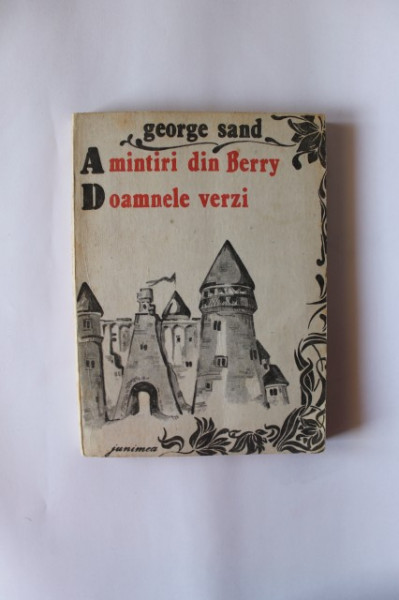 george sand
Amintiri din Berry
Doamnele verzi
junimea